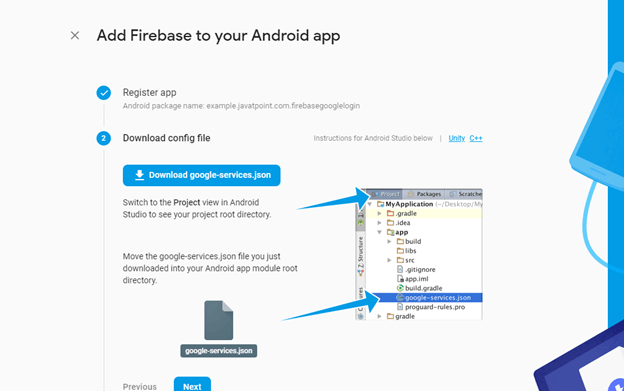 Add Firebase to your Android app
Register app
Android package name: example.javatpoint.com.firebasegooglelogin
2
Download config file
Instructions for Android Studio below | Unity C++
Download google-services.json
Switch to the Project view in Android
Studio to see your project root directory.
Move the google-services.json file you just
downloaded into your Android app module root
directory.
google-services.json
Project Packages Scratche
MyApplication (~/Desktop/My
.gradle
.idea
app
build
libs
src
.gitignore
app.iml
build.gradle
google-services.json
proguard-rules.pro
gradle
Z: Structure
Previous
Next